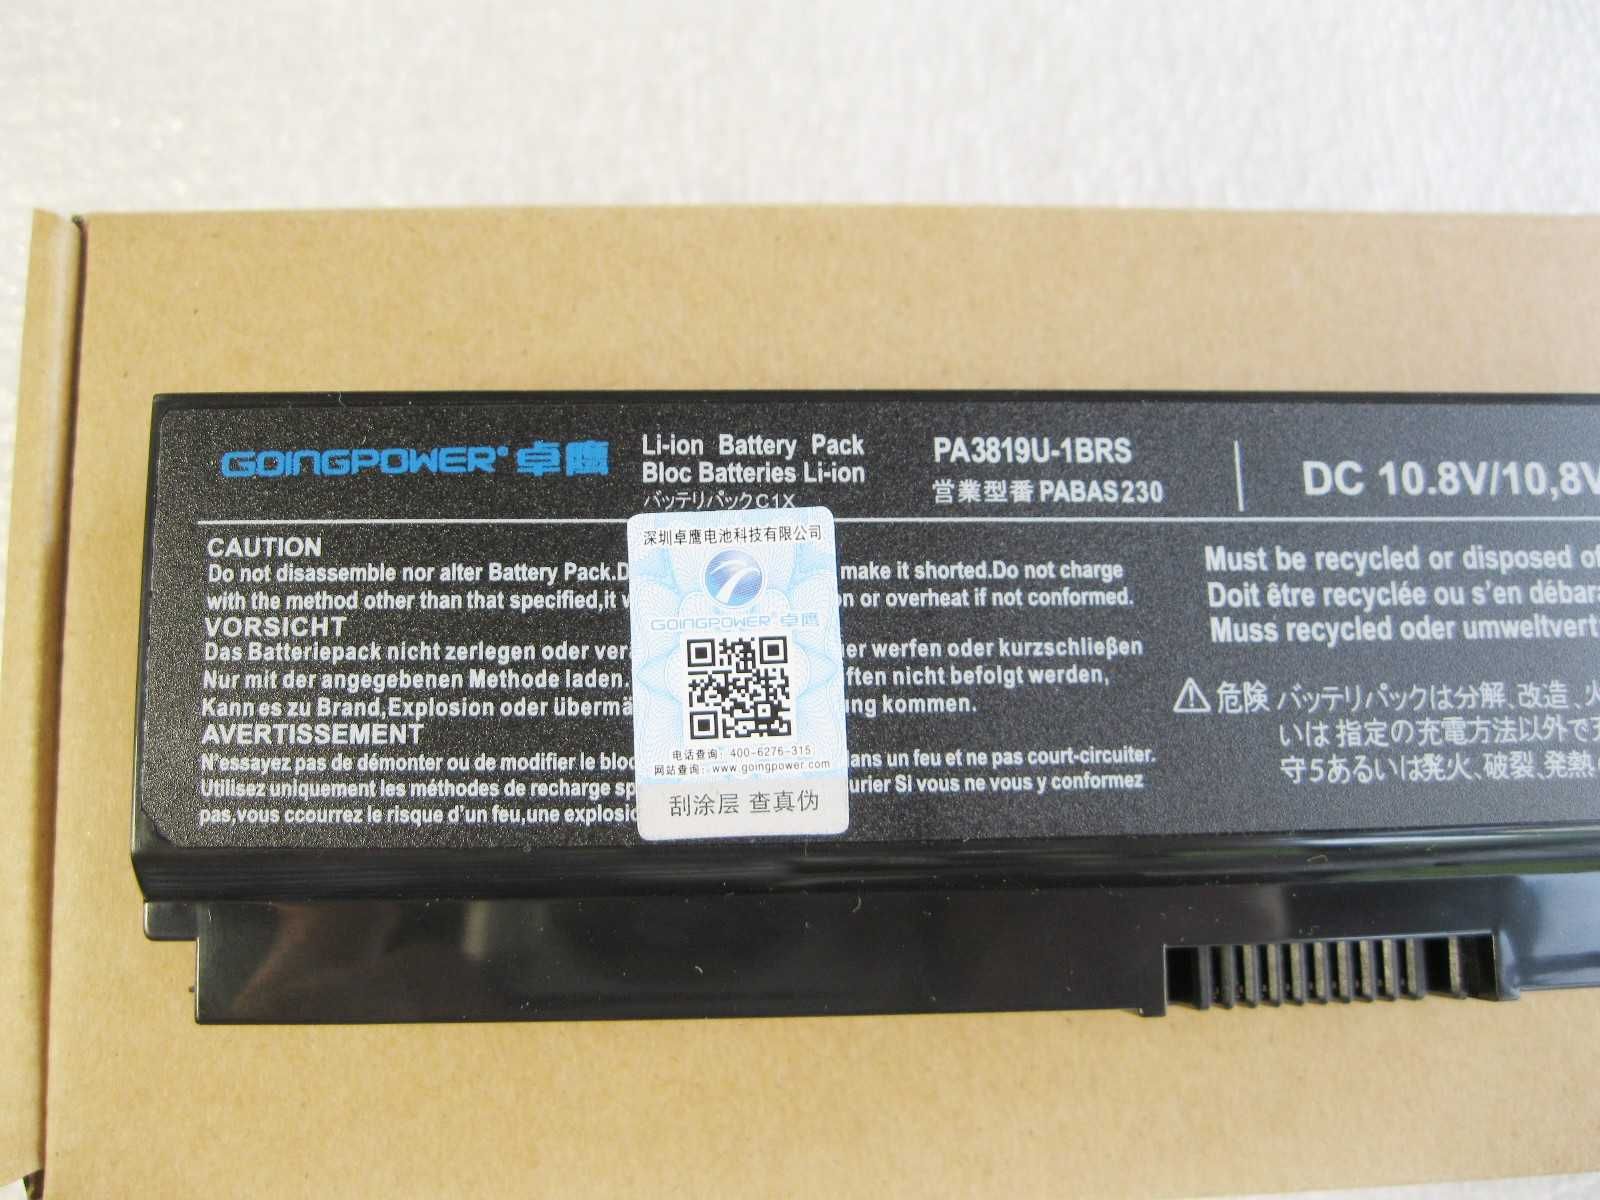 GOINGPOWER® 卓鹰
Li-ion Battery Pack
Bloc Batteries Li-ion
バッテリパックC1X
PA3819U-1BRS
営業型番 PABAS230
DC 10.8V/10,8V
CAUTION
Do not disassemble nor alter Battery Pack.D make it shorted.Do not charge
with the method other than that specified,it on or overheat if not conformed.
VORSICHT
Das Batteriepack nicht zerlegen oder ver er werfen oder kurzschließen
Nur mit der angegebenen Methode laden. ften nicht befolgt werden,
Kann es zu Brand,Explosion oder übermä ng kommen.
AVERTISSEMENT
N'essayez pas de démonter ou de modifier le bloc dans un feu et ne pas court-circuiter.
Utilisez uniquement les méthodes de recharge sp urier Si vous ne vous y conformez
pas,vous ccourrez le risque d'un feu,une explosio
深圳卓鹰电池科技有限公司
GOINGPOWER 卓鹰
电话查询: 400-6276-315
网站查询: www.goingpower.com
刮涂层 查真伪
Must be recycled or disposed of
Doit être recyclée ou s'en débara
Muss recycled oder umweltvert
危険 バッテリパックは分解、改造、火
いは 指定の充電方法以外で充
守5あるいは発火、破裂、発熱